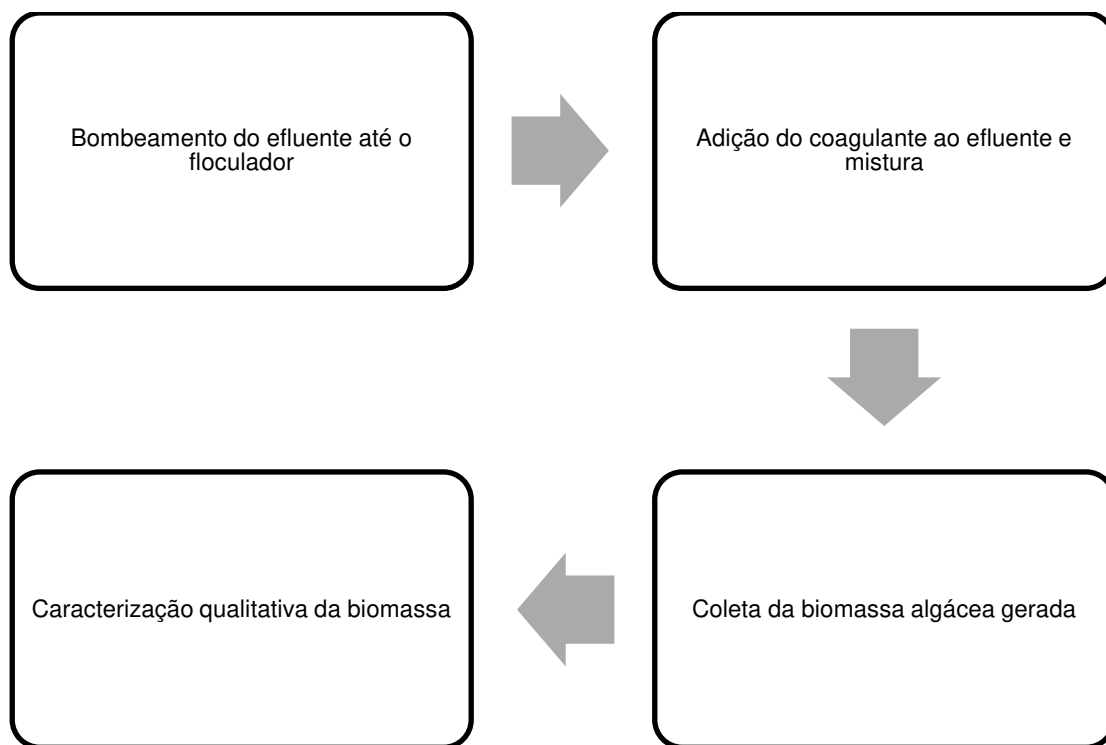 Bombeamento do efluente até o
floculador
Adição do coagulante ao efluente e
mistura
Coleta da biomassa algácea gerada
Caracterização qualitativa da biomassa